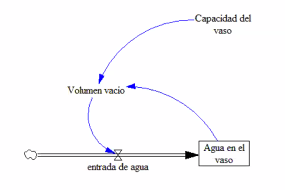 Capacidad del
vaso
Volumen vacio
Agua en el
vaso
entrada de agua